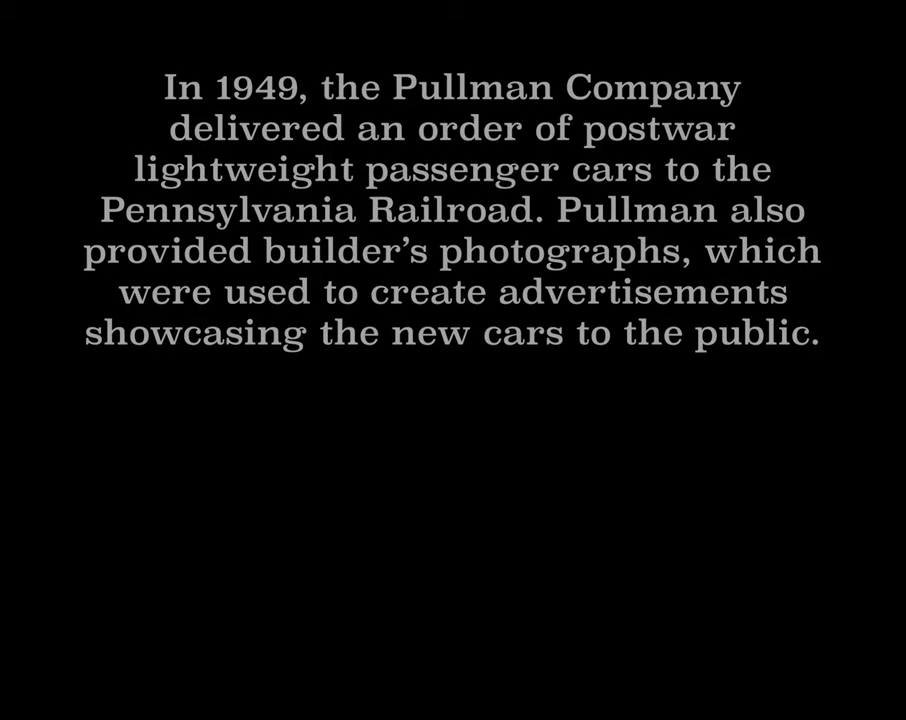 In 1949, the Pullman Company
delivered an order of postwar
lightweight passenger cars to the
Pennsylvania Railroad. Pullman also
provided builder’s photographs, which
were used to create advertisements
showcasing the new cars to the public.